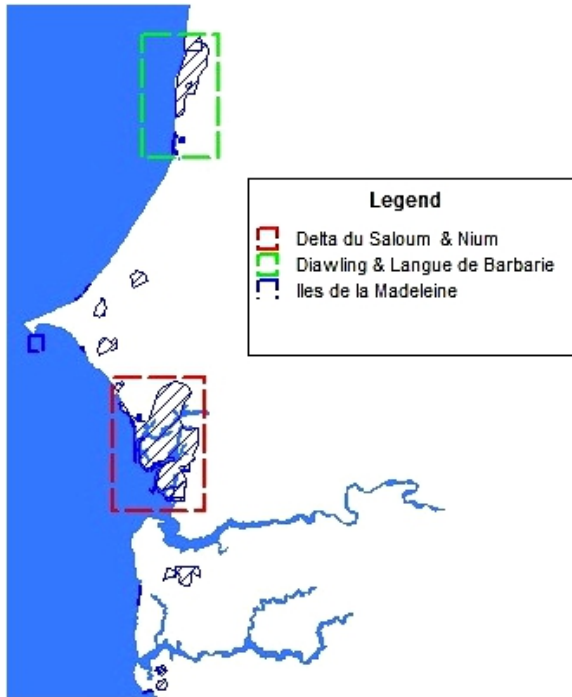 Legend
Delta du Saloum & Nium
Diawling & Langue de Barbarie
Iles de la Madeleine